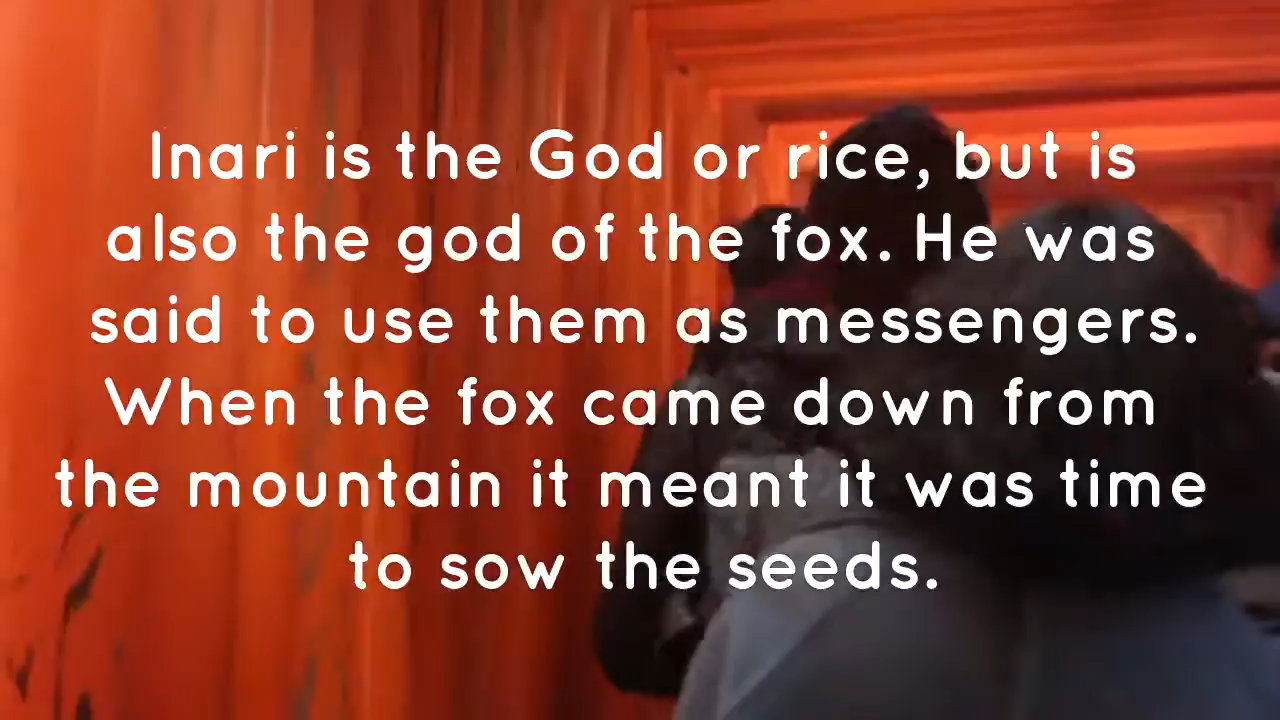 Inari is the God or rice, but is
also the god of the fox. He was
said to use them as messengers.
When the fox came down from
the mountain it meant it was time
to sow the seeds.